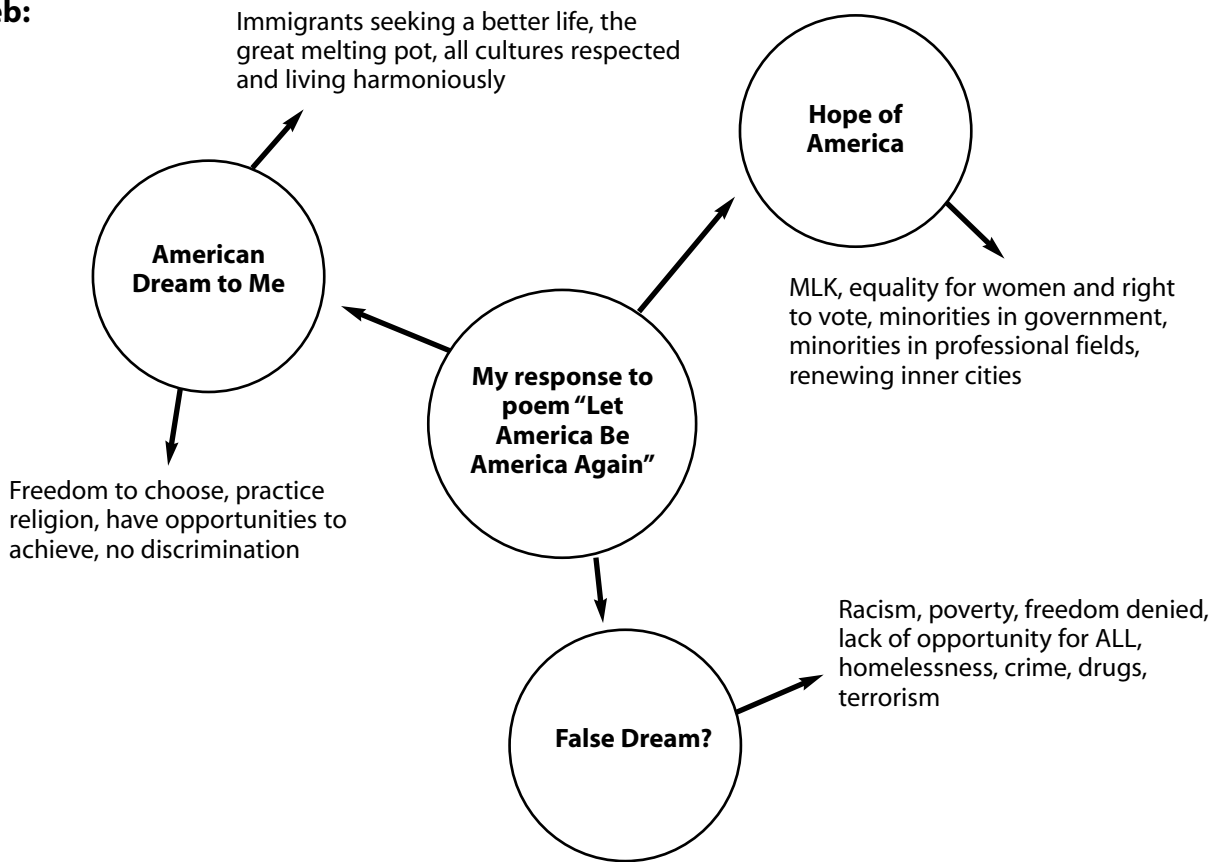 eb:
Immigrants seeking a better life, the
great melting pot, all cultures respected
and living harmoniously
Hope of
America
American
Dream to Me
MLK, equality for women and right
to vote, minorities in government,
minorities in professional fields,
renewing inner cities
My response to
poem “Let
America Be
America Again”
Freedom to choose, practice
religion, have opportunities to
achieve, no discrimination
Racism, poverty, freedom denied,
lack of opportunity for ALL,
homelessness, crime, drugs,
terrorism
False Dream?